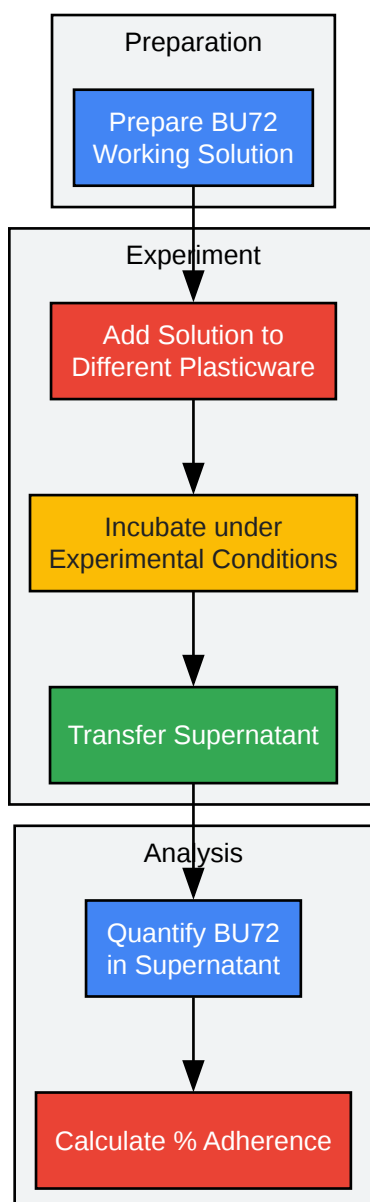 Preparation
Prepare BU72
Working Solution
Experiment
Add Solution to
Different Plasticware
Incubate under
Experimental Conditions
Transfer Supernatant
Analysis
Quantify BU72
in Supernatant
Calculate % Adherence